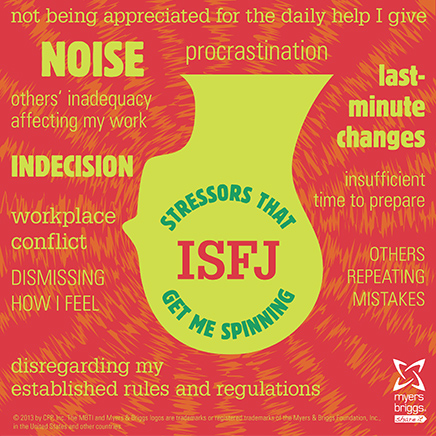 not being appreciated for the daily help I give
NOISE
procrastination
others' inadequacy
affecting my work
last-
minute
changes
INDECISION
insufficient
time to prepare
STRESSORS THAT
ISFJ
GET ME SPINNING
workplace
conflict
DISMISSING
HOW I FEEL
OTHERS
REPEATING
MISTAKES
disregarding my
established rules and regulations
myers
briggs
© 2013 by CPP, Inc. The MBTI and Myers & Briggs logos are trademarks or registered trademarks of the Myers & Briggs Foundation, Inc.,
in the United States and other countries.